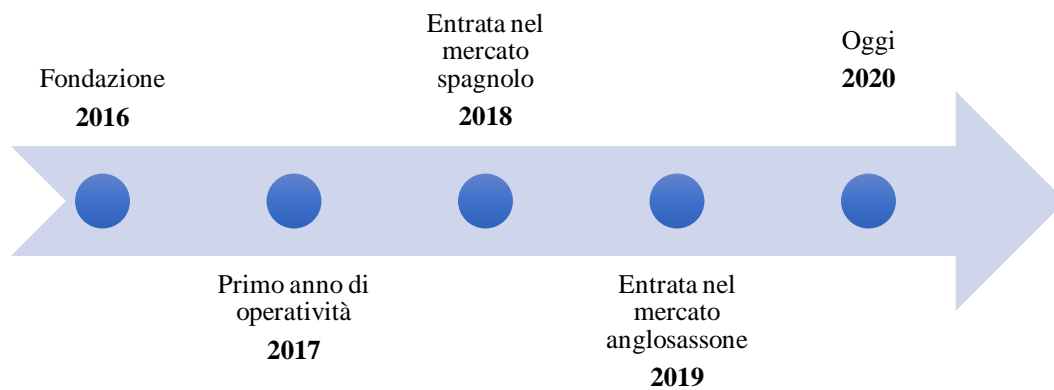 Fondazione
2016
Primo anno di
operatività
2017
Entrata nel
mercato
spagnolo
2018
Entrata nel
mercato
anglosassone
2019
Oggi
2020